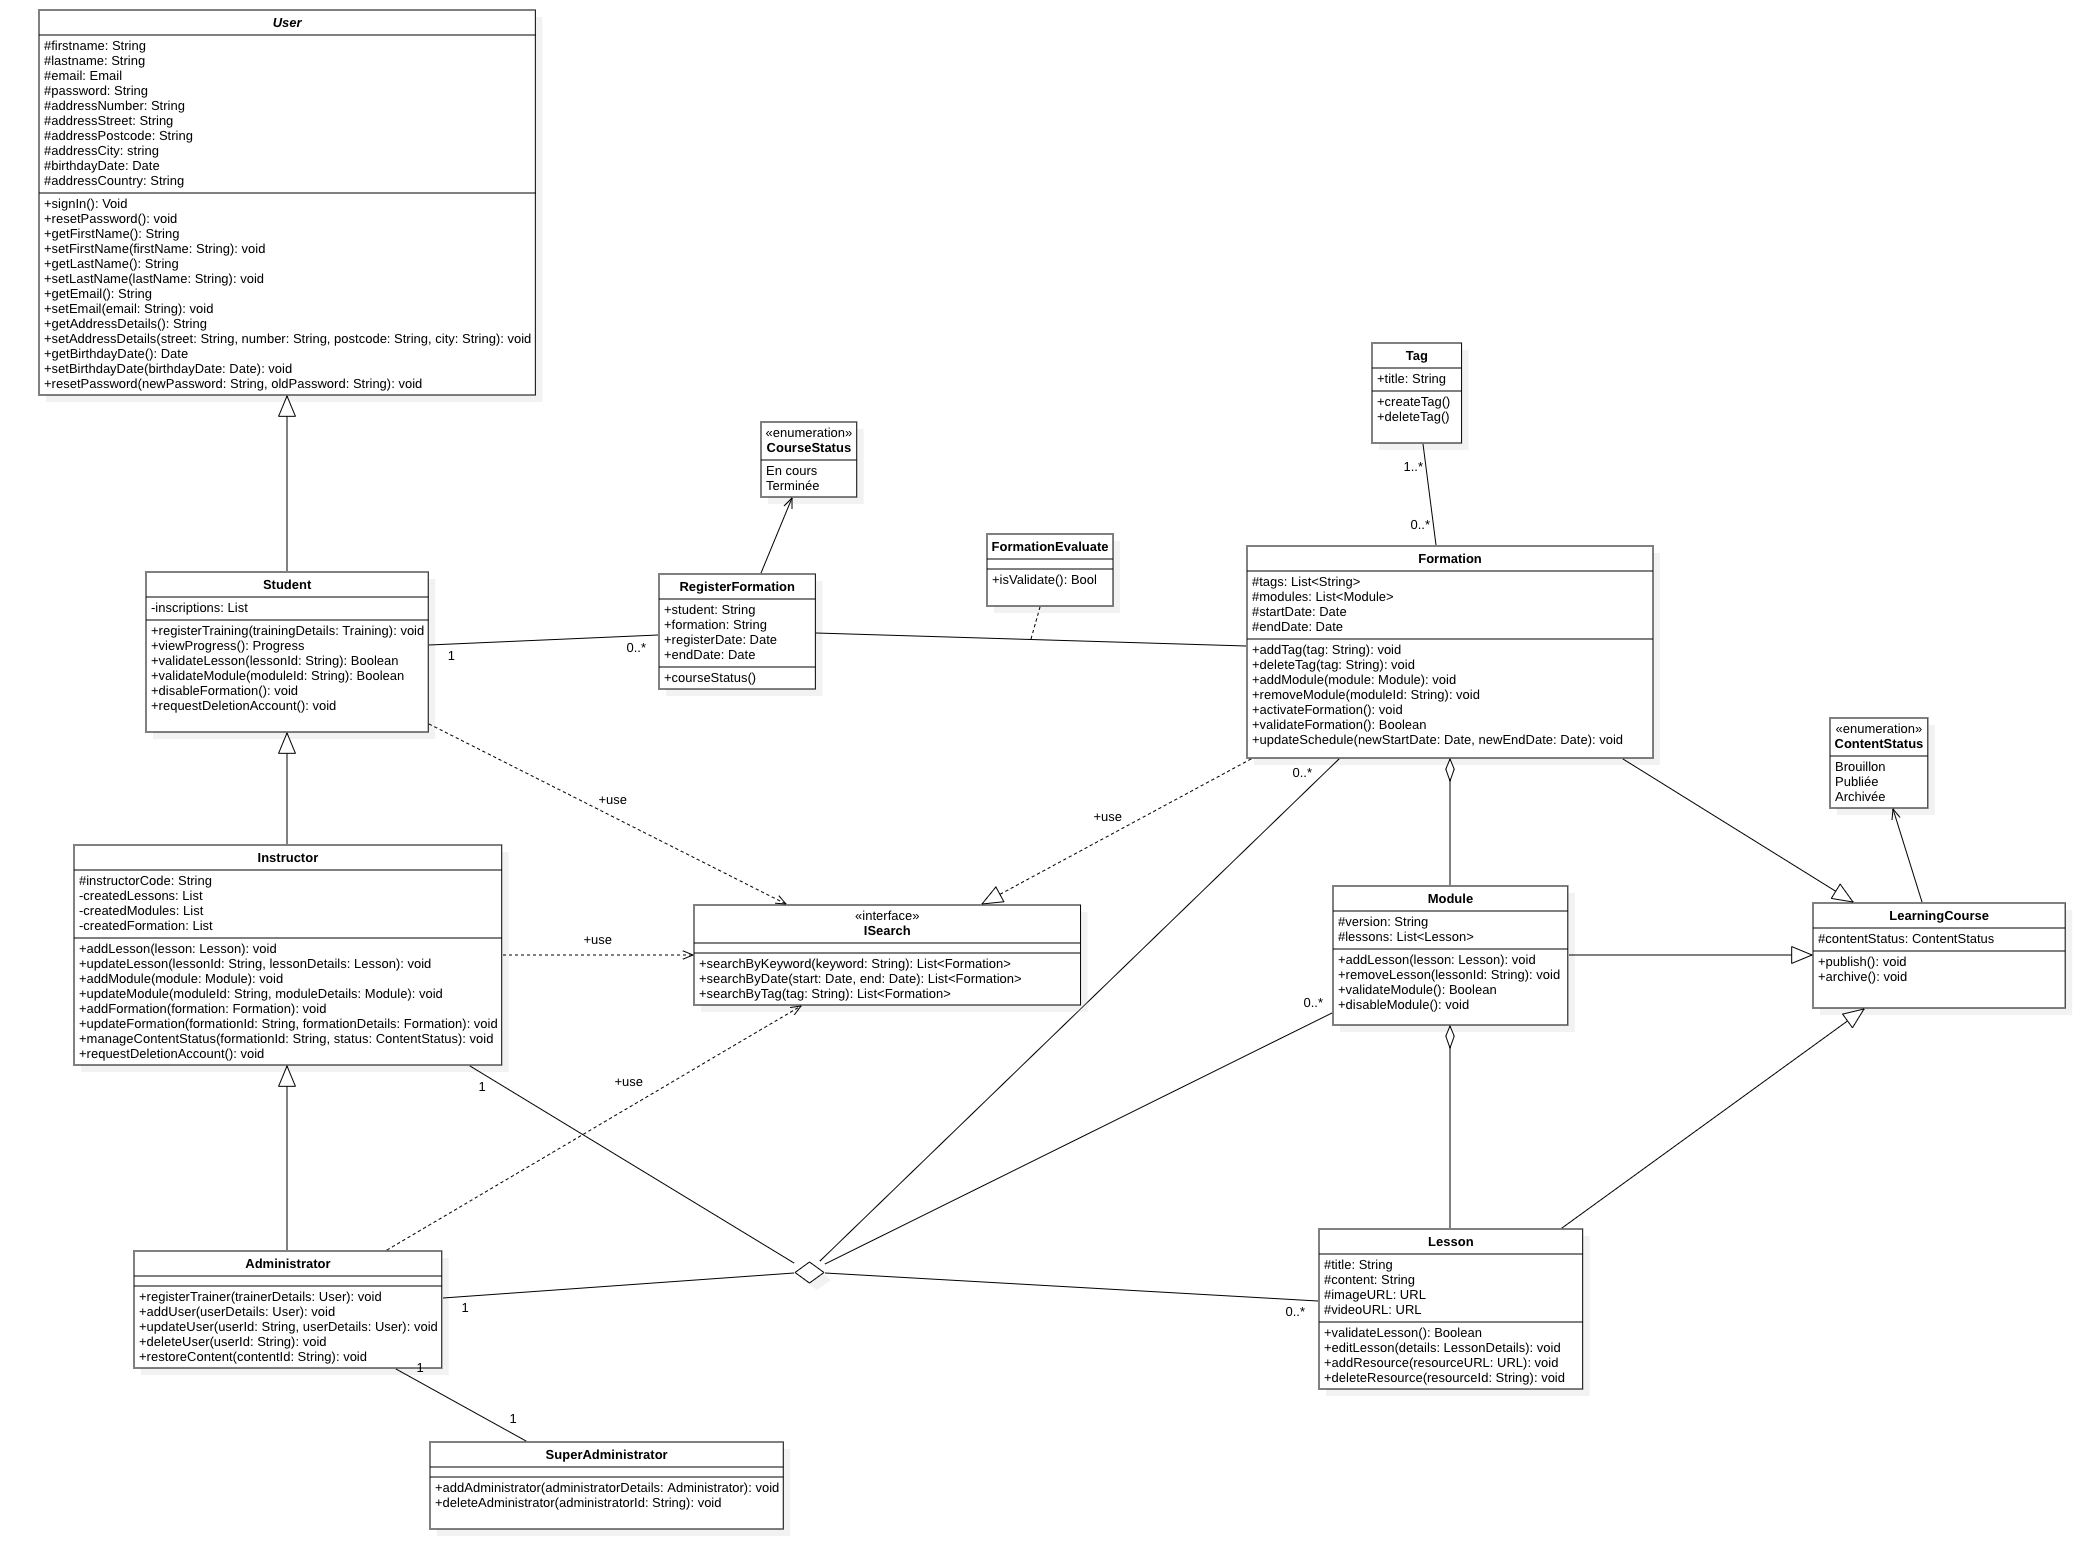 User
#firstname: String
#lastname: String
#email: Email
#password: String
#addressNumber: String
#addressStreet: String
#addressPostcode: String
#addressCity: string
#birthdayDate: Date
#addressCountry: String
+signIn(): Void
+resetPassword(): void
+getFirstName(): String
+setFirstName(firstName: String): void
+getLastName(): String
+setLastName(lastName: String): void
+getEmail(): String
+setEmail(email: String): void
+getAddressDetails(): String
+setAddressDetails(street: String, number: String, postcode: String, city: String): void
+getBirthdayDate(): Date
+setBirthdayDate(birthdayDate: Date): void
+resetPassword(newPassword: String, oldPassword: String): void
Tag
+title: String
+createTag()
+deleteTag()
1..*
0..*
«enumeration»
CourseStatus
En cours
Terminée
FormationEvaluate
+isValidate(): Bool
Student
-inscriptions: List
+registerTraining(trainingDetails: Training): void
+viewProgress(): Progress
+validateLesson(lessonId: String): Boolean
+validateModule(moduleId: String): Boolean
+disableFormation(): void
+requestDeletionAccount(): void
1
0..*
RegisterFormation
+student: String
+formation: String
+registerDate: Date
+endDate: Date
+courseStatus()
Formation
#tags: List<String>
#modules: List<Module>
#startDate: Date
#endDate: Date
+addTag(tag: String): void
+deleteTag(tag: String): void
+addModule(module: Module): void
+removeModule(moduleId: String): void
+activateFormation(): void
+validateFormation(): Boolean
+updateSchedule(newStartDate: Date, newEndDate: Date): void
0..*
«enumeration»
ContentStatus
Brouillon
Publiée
Archivée
+use
+use
Instructor
#instructorCode: String
-createdLessons: List
-createdModules: List
-createdFormation: List
+addLesson(lesson: Lesson): void
+updateLesson(lessonId: String, lessonDetails: Lesson): void
+addModule(module: Module): void
+updateModule(moduleId: String, moduleDetails: Module): void
+addFormation(formation: Formation): void
+updateFormation(formationId: String, formationDetails: Formation): void
+manageContentStatus(formationId: String, status: ContentStatus): void
+requestDeletionAccount(): void
1
+use
«interface»
ISearch
+searchByKeyword(keyword: String): List<Formation>
+searchByDate(start: Date, end: Date): List<Formation>
+searchByTag(tag: String): List<Formation>
+use
Module
#version: String
#lessons: List<Lesson>
+addLesson(lesson: Lesson): void
+removeLesson(lessonId: String): void
+validateModule(): Boolean
+disableModule(): void
0..*
LearningCourse
#contentStatus: ContentStatus
+publish(): void
+archive(): void
Administrator
+registerTrainer(trainerDetails: User): void
+addUser(userDetails: User): void
+updateUser(userId: String, userDetails: User): void
+deleteUser(userId: String): void
+restoreContent(contentId: String): void
1
1
1
0..*
Lesson
#title: String
#content: String
#imageURL: URL
#videoURL: URL
+validateLesson(): Boolean
+editLesson(details: LessonDetails): void
+addResource(resourceURL: URL): void
+deleteResource(resourceId: String): void
SuperAdministrator
+addAdministrator(administratorDetails: Administrator): void
+deleteAdministrator(administratorId: String): void